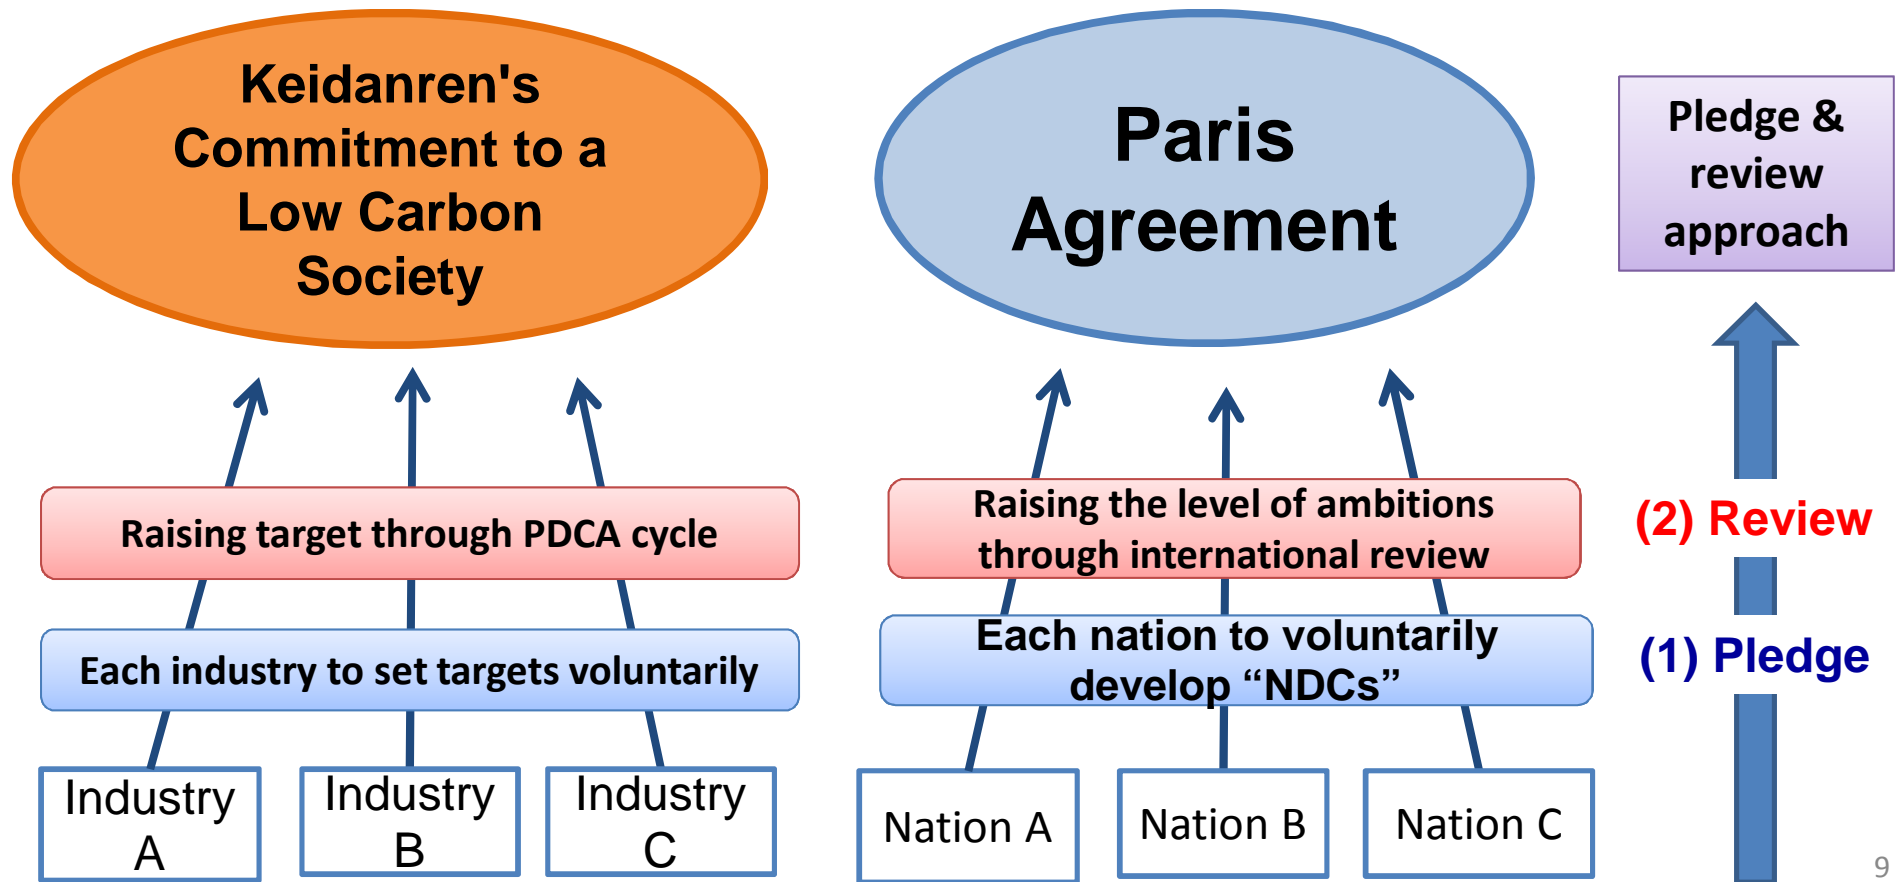 Keidanren's
Commitment to a
Low Carbon
Society
Paris
Agreement
Pledge &
review
approach
Raising target through PDCA cycle
Raising the level of ambitions
through international review
(2) Review
Each industry to set targets voluntarily
Each nation to voluntarily
develop “NDCs”
(1) Pledge
Industry
A
Industry
B
Industry
C
Nation A
Nation B
Nation C
9